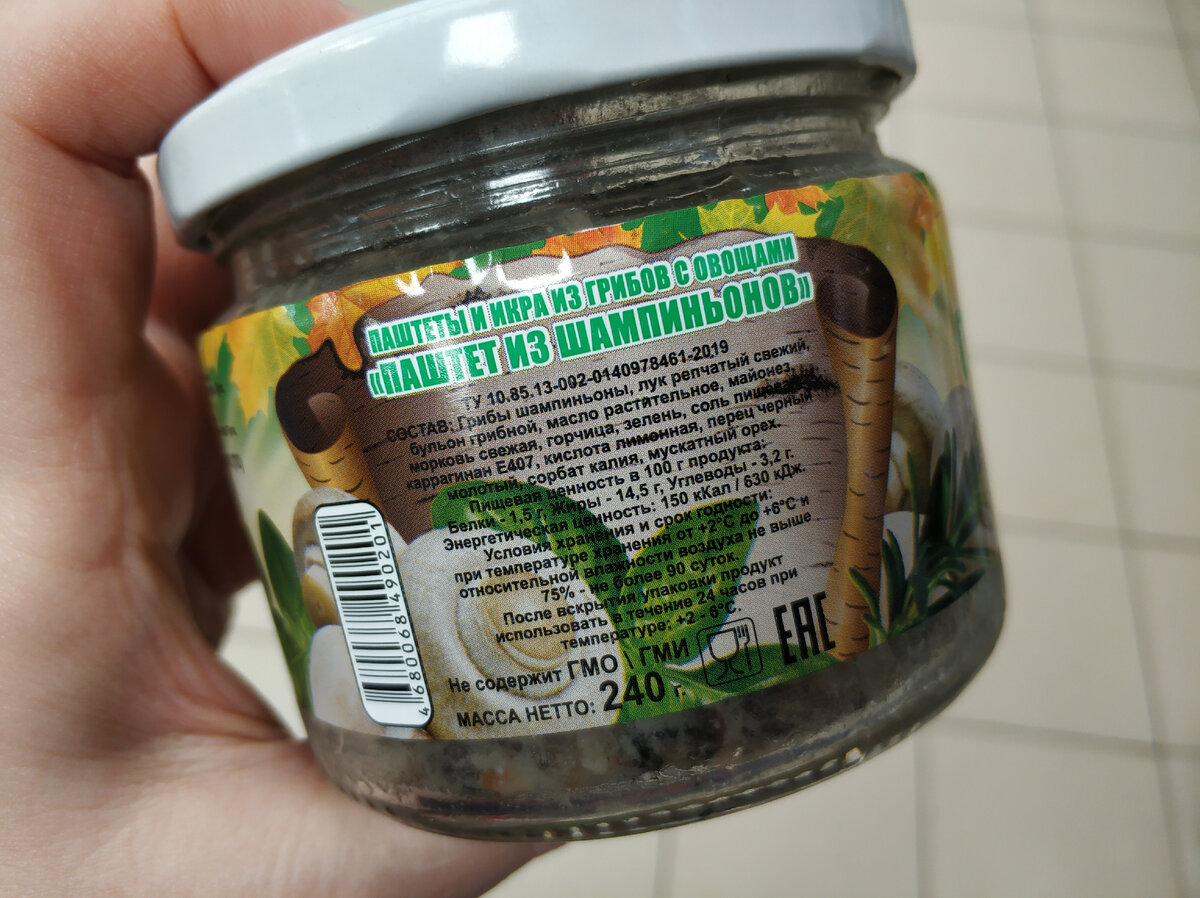 ПАШТЕТЫ И ИКРА ИЗ ГРИБОВ С ОВОЩАМИ
«ПАШТЕТ ИЗ ШАМПИНЬОНОВ»
ТУ 10.85.13-002-0140978461-2019
СОСТАВ: Грибы шампиньоны, лук репчатый свежий,
бульон грибной, масло растительное, майонез,
морковь свежая, горчица, зелень, соль пищевая,
каррагинан Е407, кислота лимонная, перец черный
молотый, сорбат калия, мускатный орех.
Пищевая ценность в 100 г продукта:
Белки - 1,5 г, Жиры - 14,5 г, Углеводы - 3,2 г.
Энергетическая ценность: 150 кКал / 630 кДж.
Условия хранения и срок годности:
при температуре хранения от +2°С до +6°С и
относительной влажности воздуха не выше
75% - не более 90 суток.
После вскрытия упаковки продукт
использовать в течение 24 часов при
температуре: +2 - 6°С.
Не содержит ГМО \ ГМИ
МАССА НЕТТО: 240 г.
EAC
4680068490201